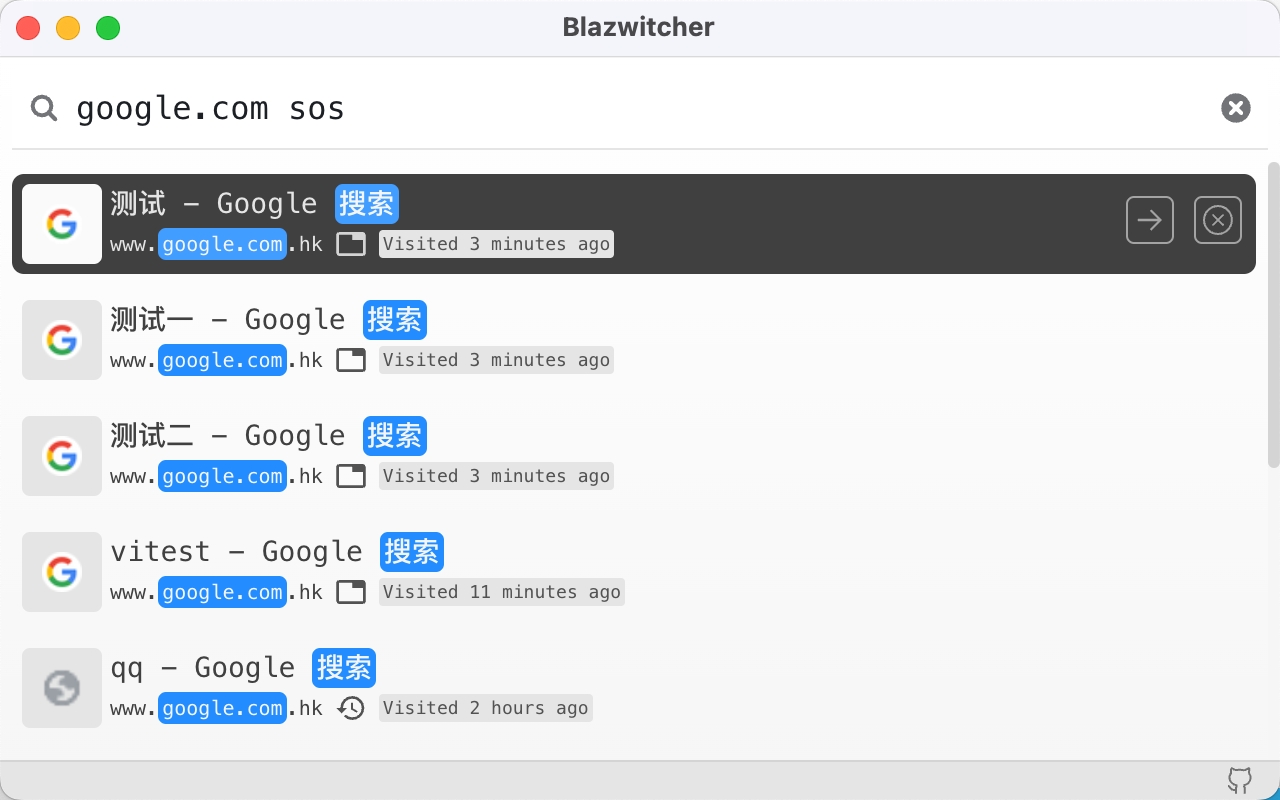 Blazwitcher
google.com sos
测试 - Google 搜索
www.google.com.hk Visited 3 minutes ago
测试一 - Google 搜索
www.google.com.hk Visited 3 minutes ago
测试二 - Google 搜索
www.google.com.hk Visited 3 minutes ago
vitest - Google 搜索
www.google.com.hk Visited 11 minutes ago
qq - Google 搜索
www.google.com.hk Visited 2 hours ago